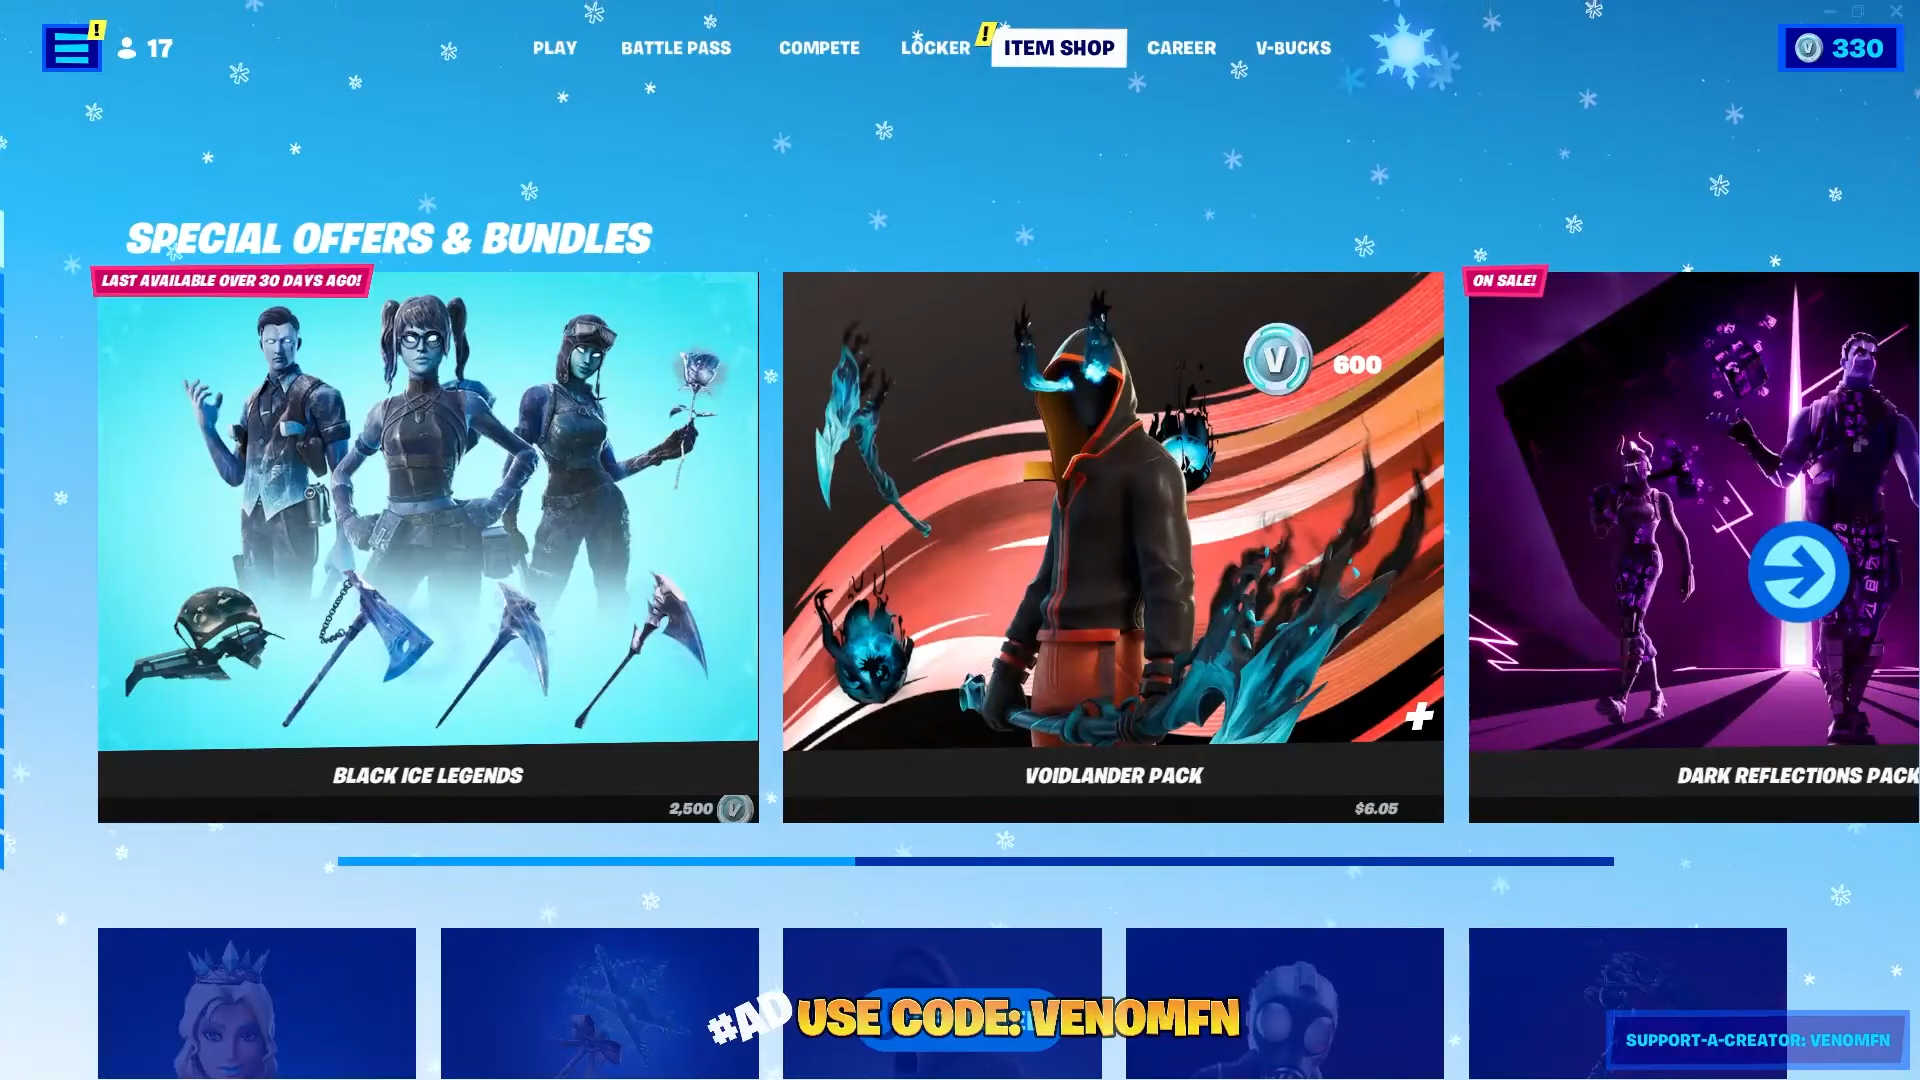 !
17
PLAY
BATTLE PASS
COMPETE
LOCKER
!
ITEM SHOP
CAREER
V-BUCKS
330
SPECIAL OFFERS & BUNDLES
LAST AVAILABLE OVER 30 DAYS AGO!
ON SALE!
V
600
BLACK ICE LEGENDS
2,500
VOIDLANDER PACK
$6.05
DARK REFLECTIONS PACK
#AD USE CODE: VENOMFN
SUPPORT-A-CREATOR: VENOMFN